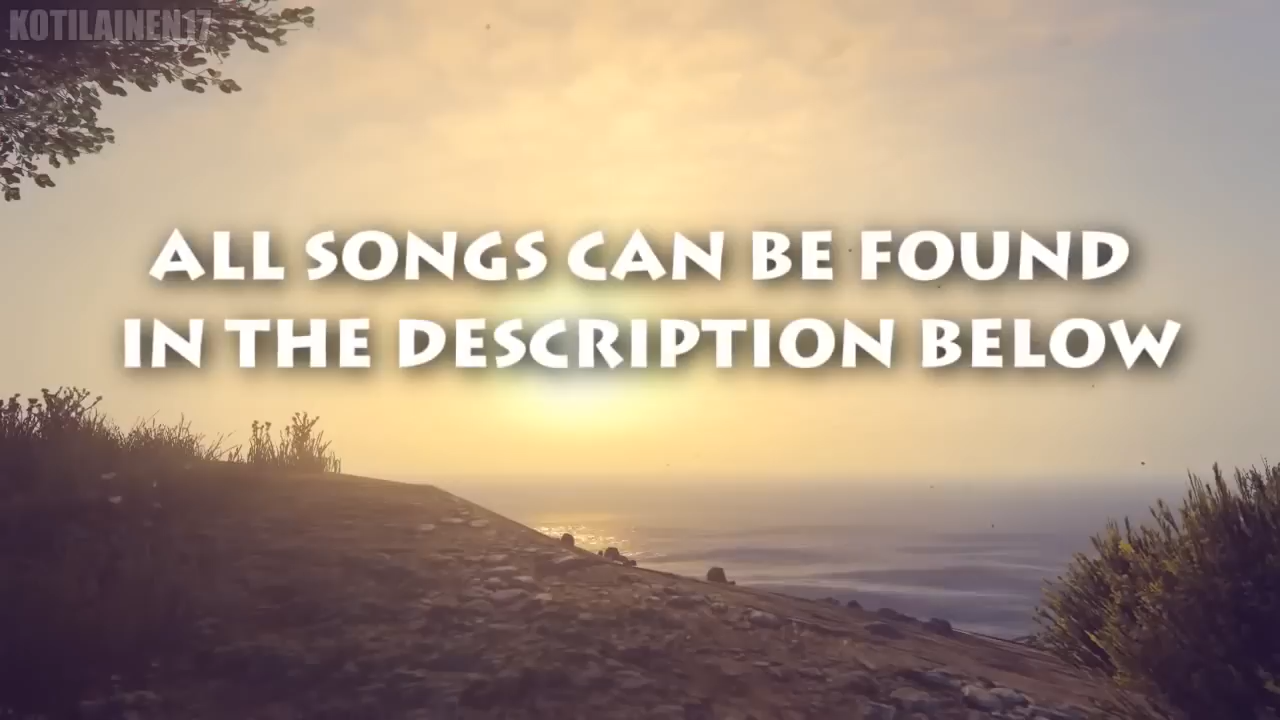 KOTILAINEN17
ALL SONGS CAN BE FOUND
IN THE DESCRIPTION BELOW